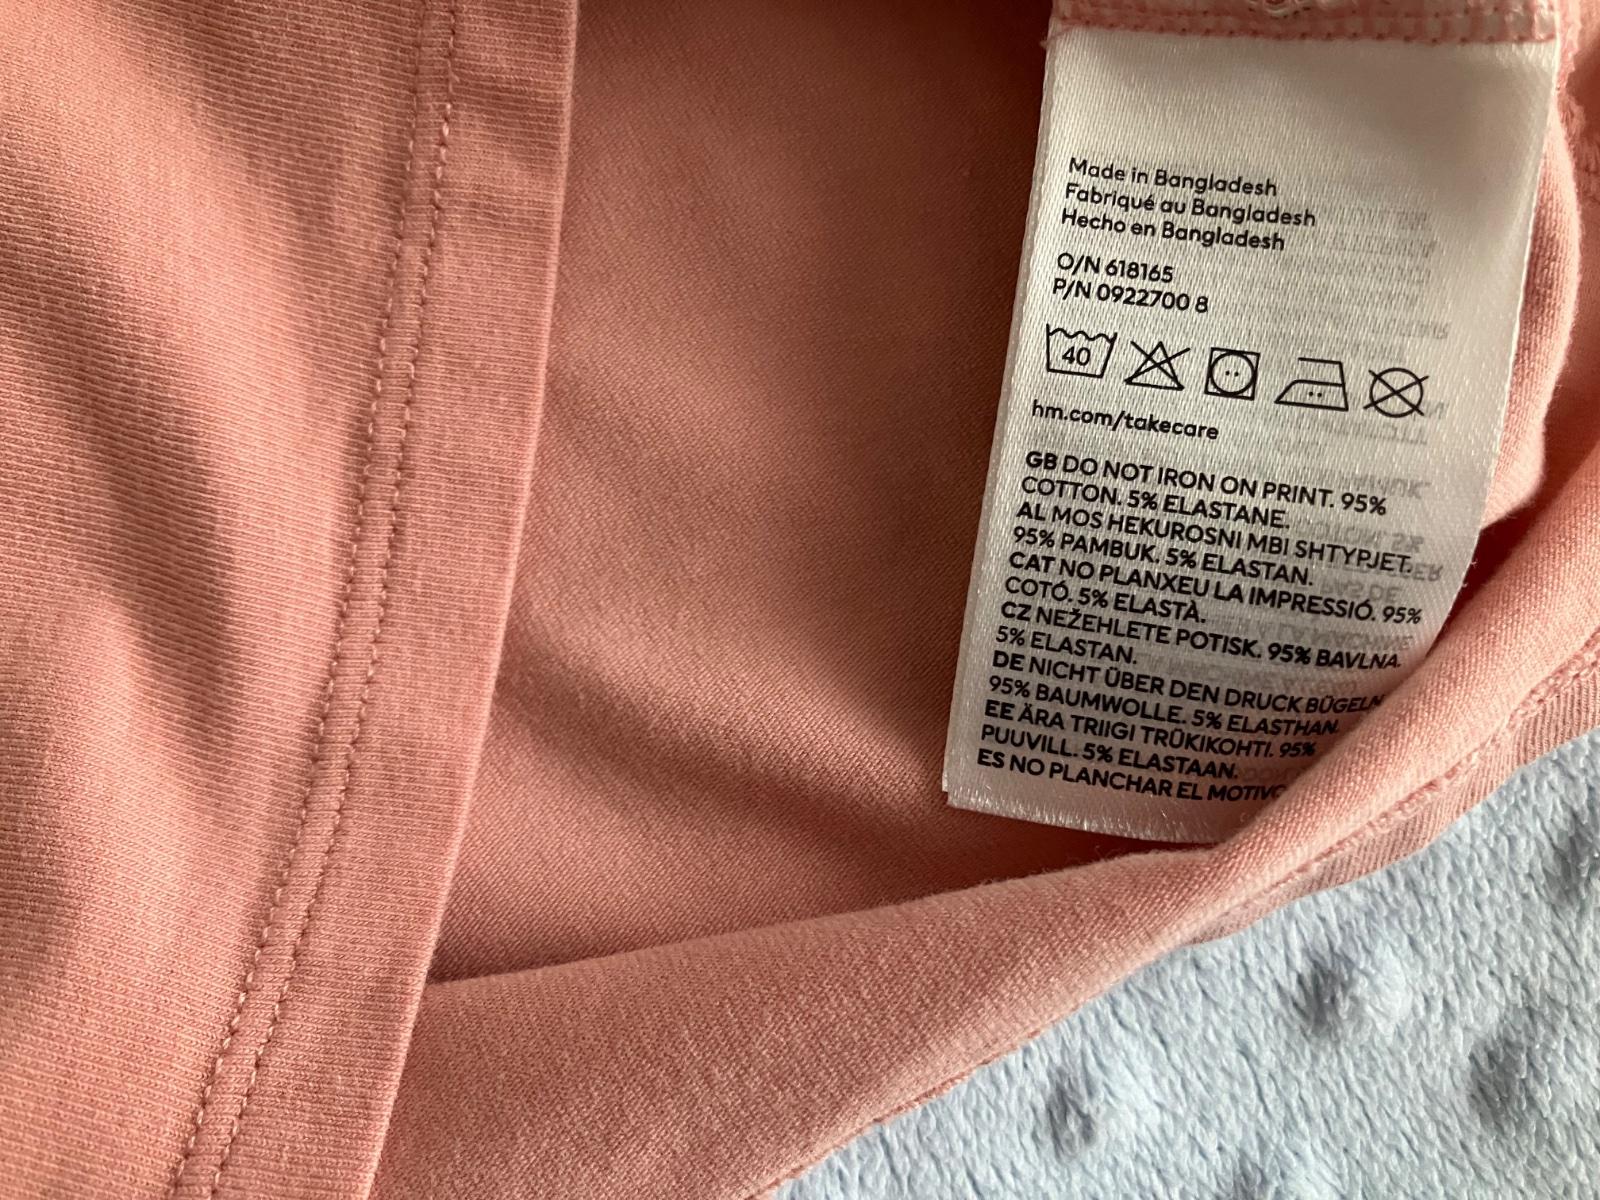 Made in Bangladesh
Fabriqué au Bangladesh
Hecho en Bangladesh
O/N 618165
P/N 0922700 8
40
hm.com/takecare
GB DO NOT IRON ON PRINT. 95%
COTTON. 5% ELASTANE.
AL MOS HEKUROSNI MBI SHTYPJET.
95% PAMBUK. 5% ELASTAN.
CAT NO PLANXEU LA IMPRESSIÓ. 95%
COTÓ. 5% ELASTÀ.
CZ NEŽEHLETE POTISK. 95% BAVLNA.
5% ELASTAN.
DE NICHT ÜBER DEN DRUCK BÜGELN
95% BAUMWOLLE. 5% ELASTHAN.
EE ÄRA TRIIGI TRÜKIKOHTI. 95%
PUUVILL. 5% ELASTAAN.
ES NO PLANCHAR EL MOTIVO